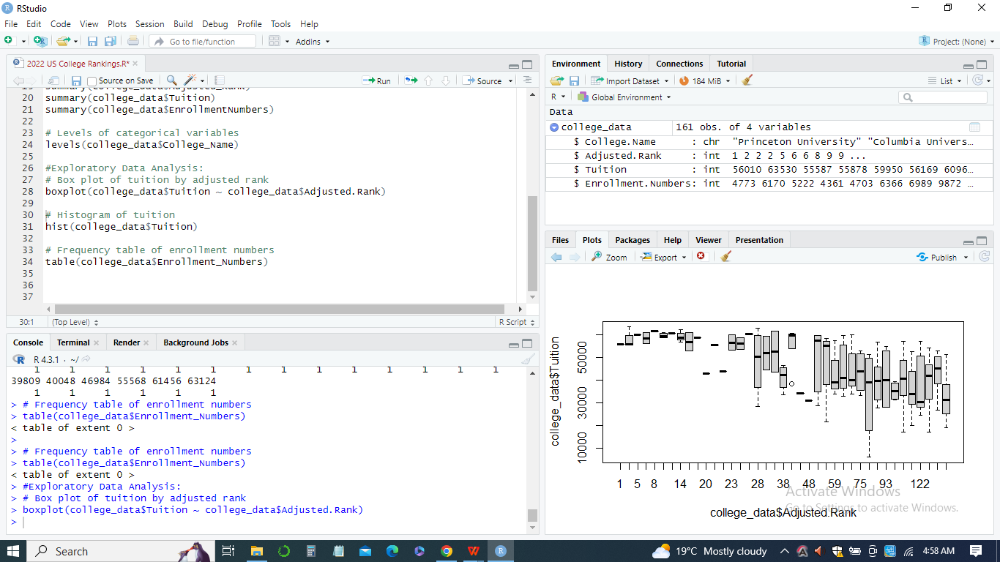 RStudio
File Edit Code View Plots Session Build Debug Profile Tools Help
Go to file/function Addins Project: (None)
2022 US College Rankings.R*
Source on Save Run Source
19 summary(college_data$Adjusted_Rank)
20 summary(college_data$Tuition)
21 summary(college_data$EnrollmentNumbers)
22
23 # Levels of categorical variables
24 levels(college_data$College_Name)
25
26 #Exploratory Data Analysis:
27 # Box plot of tuition by adjusted rank
28 boxplot(college_data$Tuition ~ college_data$Adjusted.Rank)
29
30 # Histogram of tuition
31 hist(college_data$Tuition)
32
33 # Frequency table of enrollment numbers
34 table(college_data$Enrollment_Numbers)
35
36
37
30:1 (Top Level) R Script
Console Terminal Render Background Jobs
R 4.3.1 · ~/
1 1 1 1 1 1 1 1 1 1 1 1 1 1
39809 40048 46984 55568 61456 63124
1 1 1 1 1 1
> # Frequency table of enrollment numbers
> table(college_data$Enrollment_Numbers)
< table of extent 0 >
>
> # Frequency table of enrollment numbers
> table(college_data$Enrollment_Numbers)
< table of extent 0 >
> #Exploratory Data Analysis:
> # Box plot of tuition by adjusted rank
> boxplot(college_data$Tuition ~ college_data$Adjusted.Rank)
>
Environment History Connections Tutorial
Import Dataset 184 MiB List
R Global Environment
Data
college_data 161 obs. of 4 variables
$ College.Name : chr "Princeton University" "Columbia Univers...
$ Adjusted.Rank : int 1 2 2 2 5 6 6 8 9 9 ...
$ Tuition : int 56010 63530 55587 55878 59950 56169 6096...
$ Enrollment.Numbers: int 4773 6170 5222 4361 4703 6366 6989 9872 ...
Files Plots Packages Help Viewer Presentation
Zoom Export Publish
college_data$Tuition
50000
30000
10000
1 5 8 14 20 23 28 38 48 59 75 93 122
college_data$Adjusted.Rank
Activate Windows
Go to Settings to activate Windows.
Search 19°C Mostly cloudy 4:58 AM